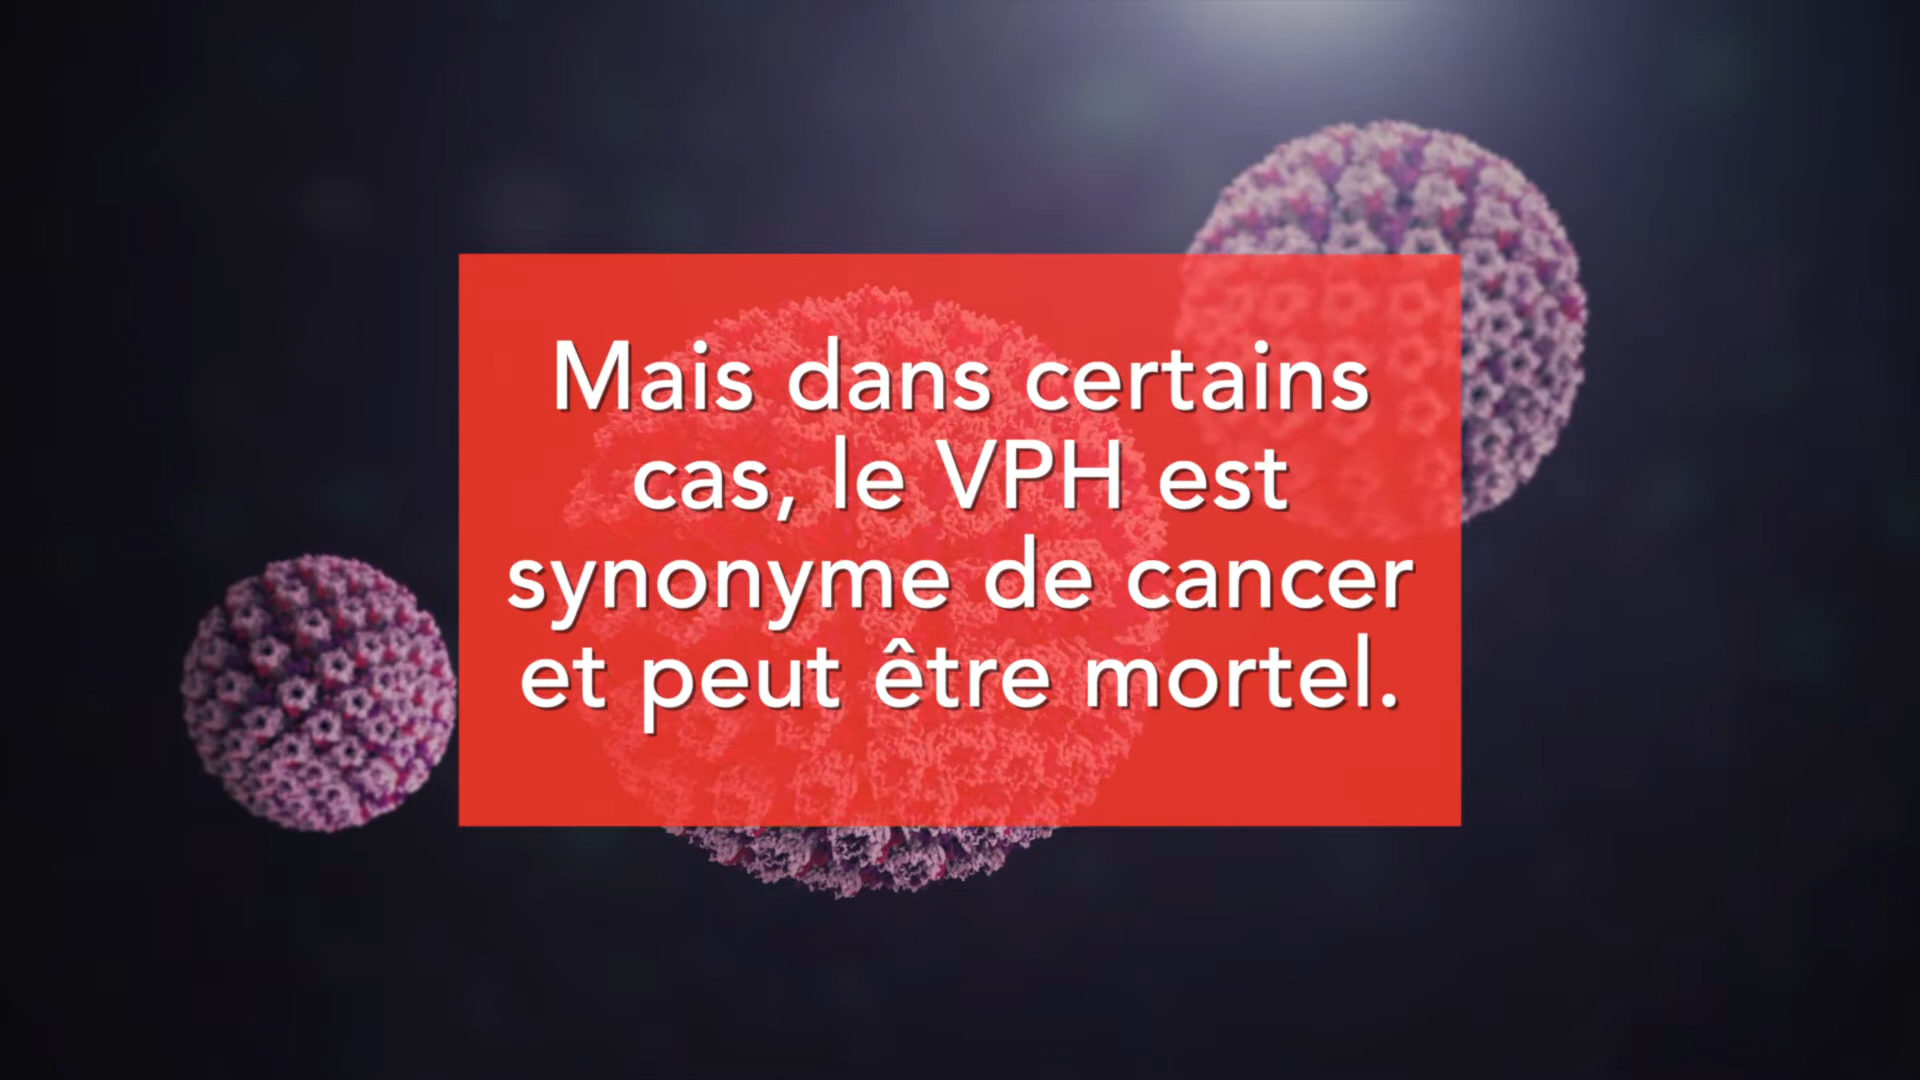 Mais dans certains
cas, le VPH est
synonyme de cancer
et peut être mortel.